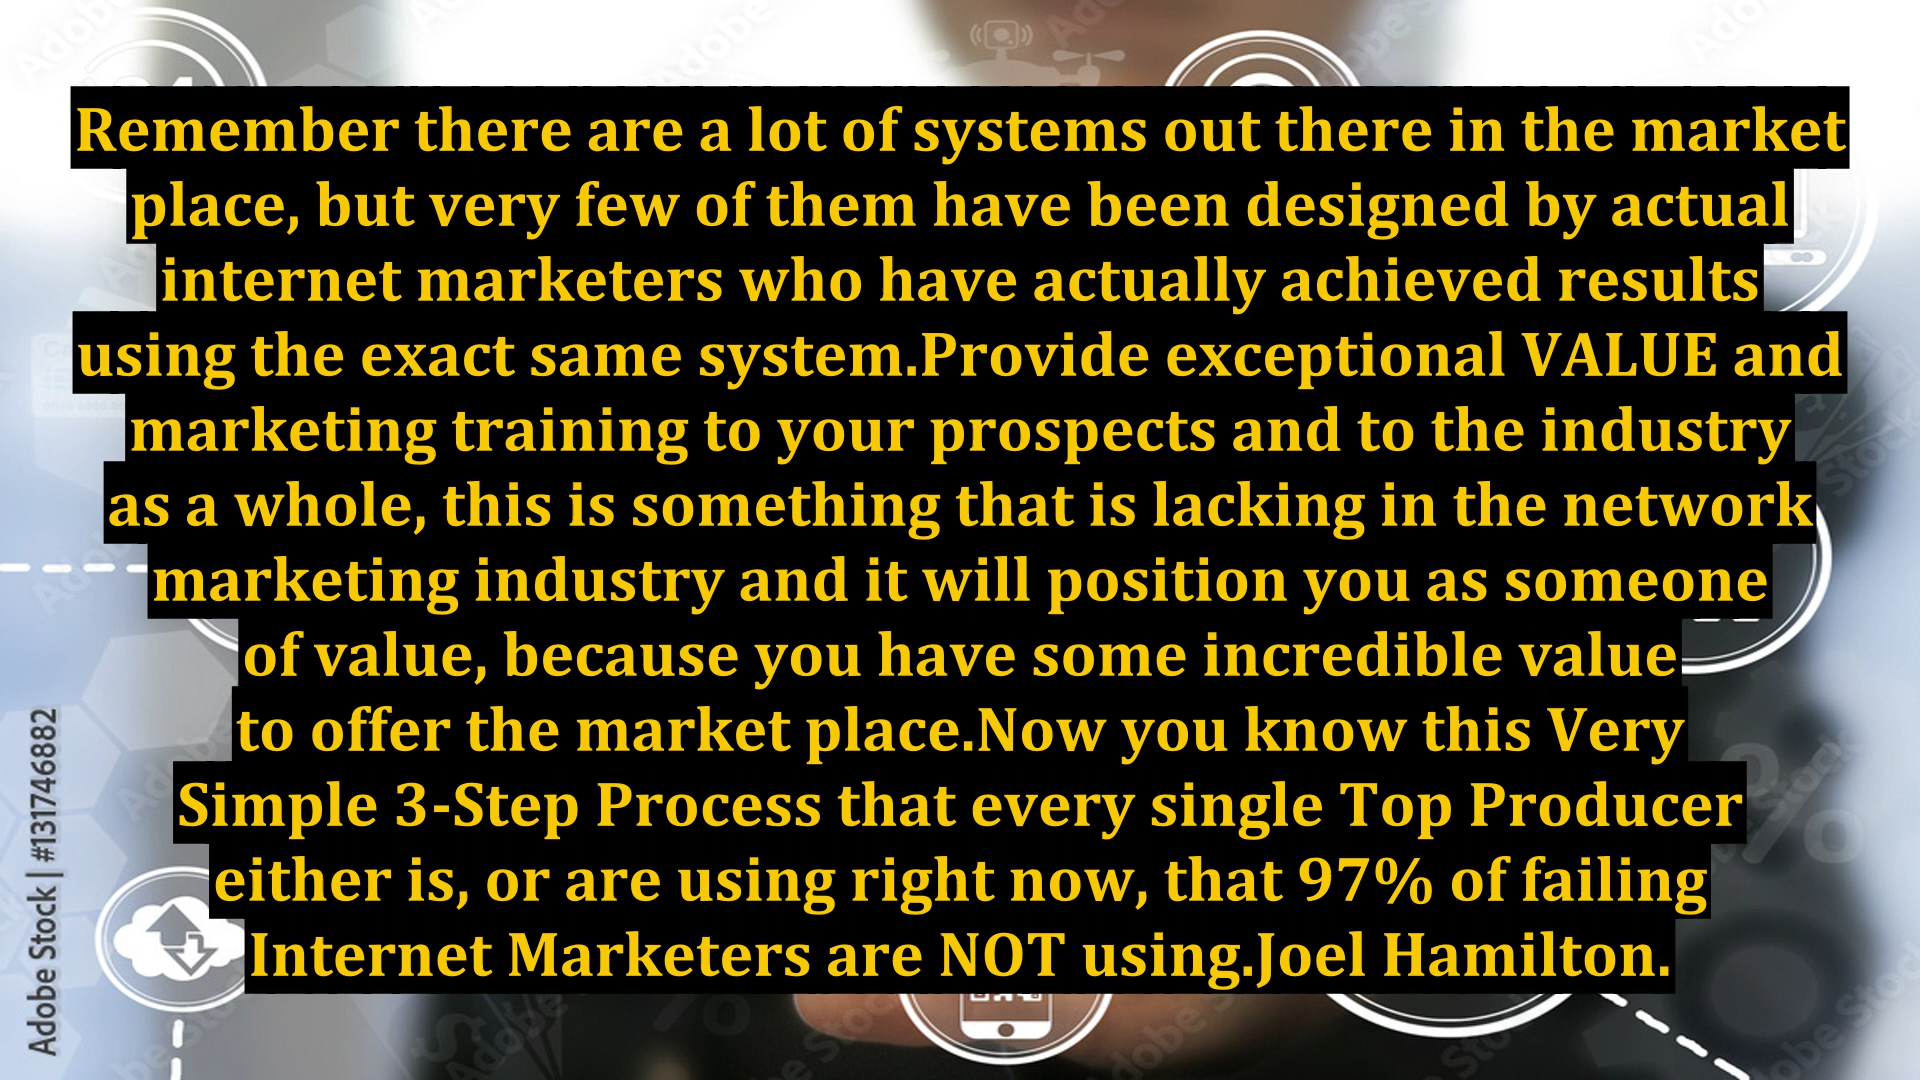 Remember there are a lot of systems out there in the market
place, but very few of them have been designed by actual
internet marketers who have actually achieved results
using the exact same system.Provide exceptional VALUE and
marketing training to your prospects and to the industry
as a whole, this is something that is lacking in the network
marketing industry and it will position you as someone
of value, because you have some incredible value
to offer the market place.Now you know this Very
Simple 3-Step Process that every single Top Producer
either is, or are using right now, that 97% of failing
Internet Marketers are NOT using.Joel Hamilton.
Adobe Stock | #131746882